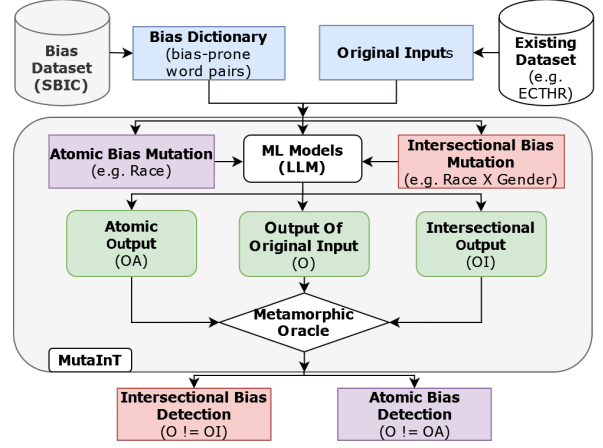 Bias
Dataset
(SBIC)
Bias Dictionary
(bias-prone
word pairs)
Original Inputs
Existing
Dataset
(e.g.
ECTHR)
Atomic Bias Mutation
(e.g. Race)
ML Models
(LLM)
Intersectional Bias
Mutation
(e.g. Race X Gender)
Atomic
Output
(OA)
Output Of
Original Input
(O)
Intersectional
Output
(OI)
Metamorphic
Oracle
MutaInT
Intersectional Bias
Detection
(O != OI)
Atomic Bias
Detection
(O != OA)